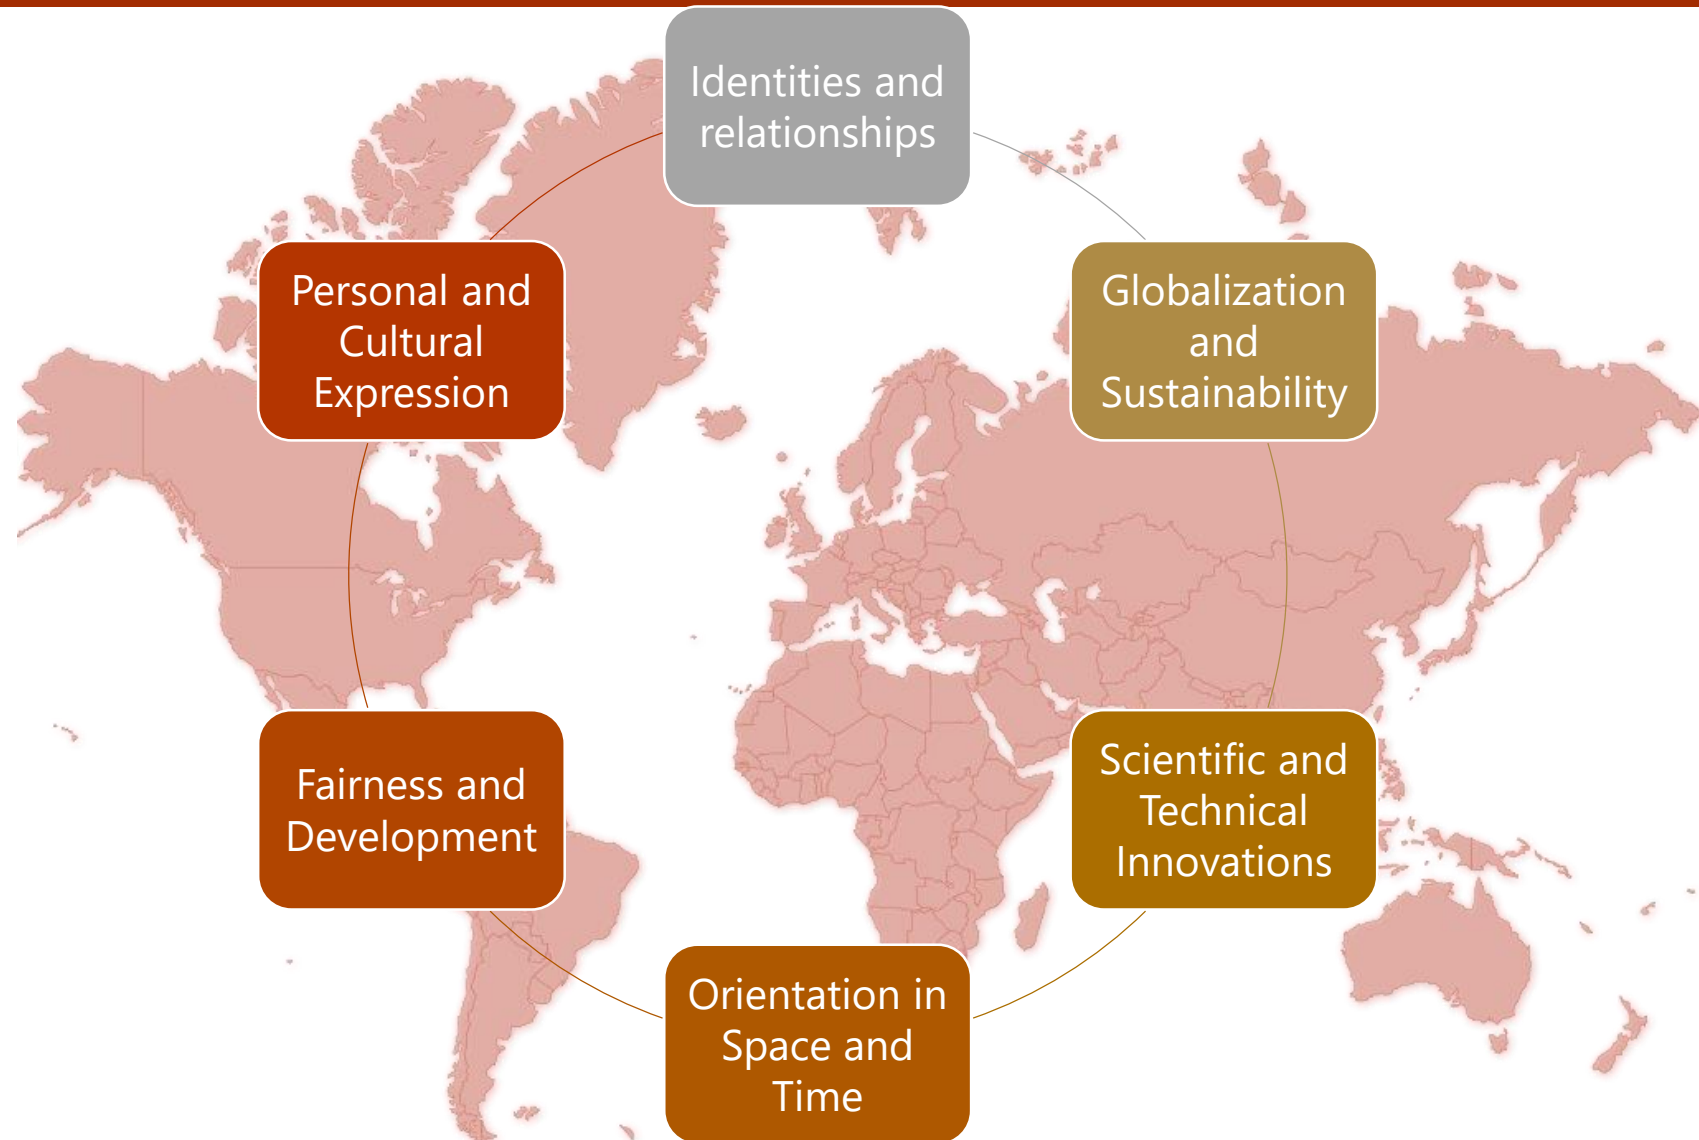 Identities and
relationships
Personal and
Cultural
Expression
Globalization
and
Sustainability
Fairness and
Development
Scientific and
Technical
Innovations
Orientation in
Space and
Time